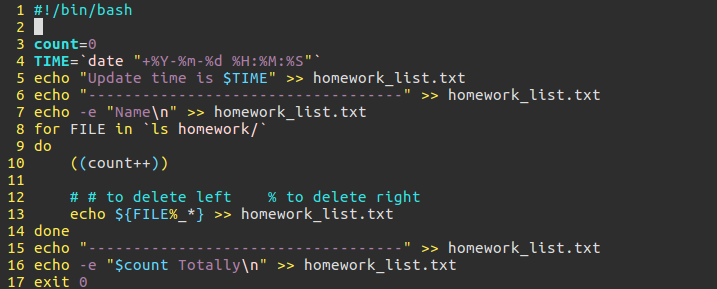 1 #!/bin/bash
2
3 count=0
4 TIME=`date "+%Y-%m-%d %H:%M:%S"`
5 echo "Update time is $TIME" >> homework_list.txt
6 echo "-----------------------------------" >> homework_list.txt
7 echo -e "Name\n" >> homework_list.txt
8 for FILE in `ls homework/`
9 do
10     ((count++))
11
12     # # to delete left    % to delete right
13     echo ${FILE%_*} >> homework_list.txt
14 done
15 echo "-----------------------------------" >> homework_list.txt
16 echo -e "$count Totally\n" >> homework_list.txt
17 exit 0